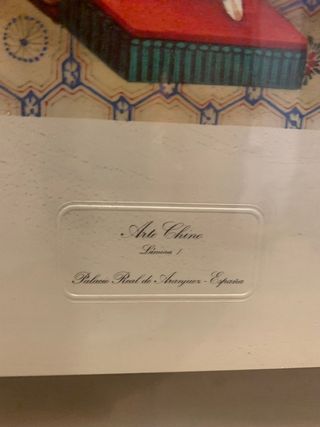 Arte Chino
Lámina 1
Palacio Real de Aranjuez - España